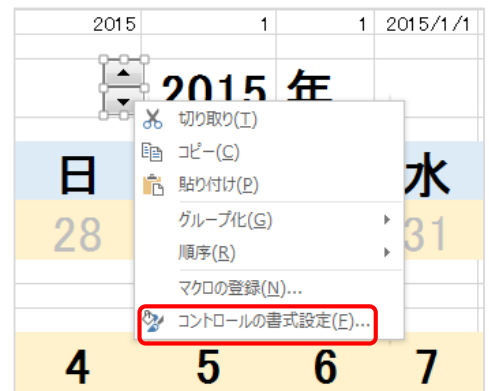 2015 1 1 2015/1/1
2015 年
切り取り(T)
コピー(C)
貼り付け(P)
グループ化(G)
順序(R)
マクロの登録(N)...
コントロールの書式設定(F)...
日 水
28 31
4 5 6 7